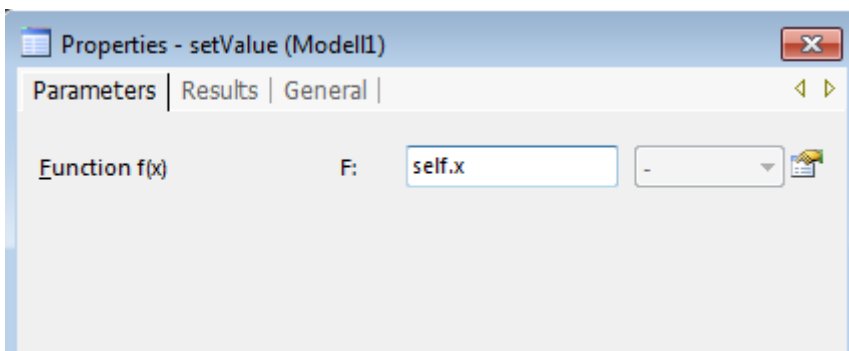 Properties - setValue (Modell1)
Parameters | Results | General |
Function f(x) F: self.x -